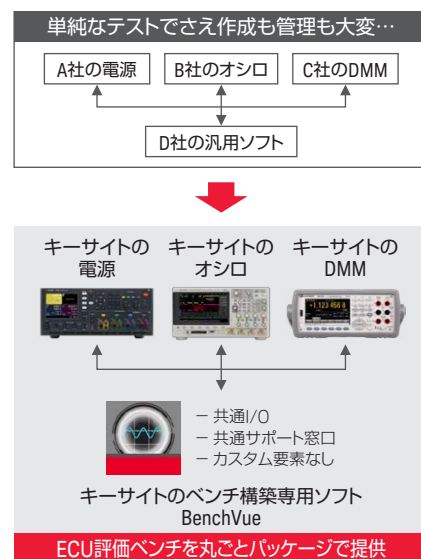 単純なテストでさえ作成も管理も大変…
A社の電源 B社のオシロ C社のDMM
D社の汎用ソフト
キーサイトの キーサイトの キーサイトの
電源 オシロ DMM
− 共通I/O
− 共通サポート窓口
− カスタム要素なし
キーサイトのベンチ構築専用ソフト
BenchVue
ECU評価ベンチを丸ごとパッケージで提供